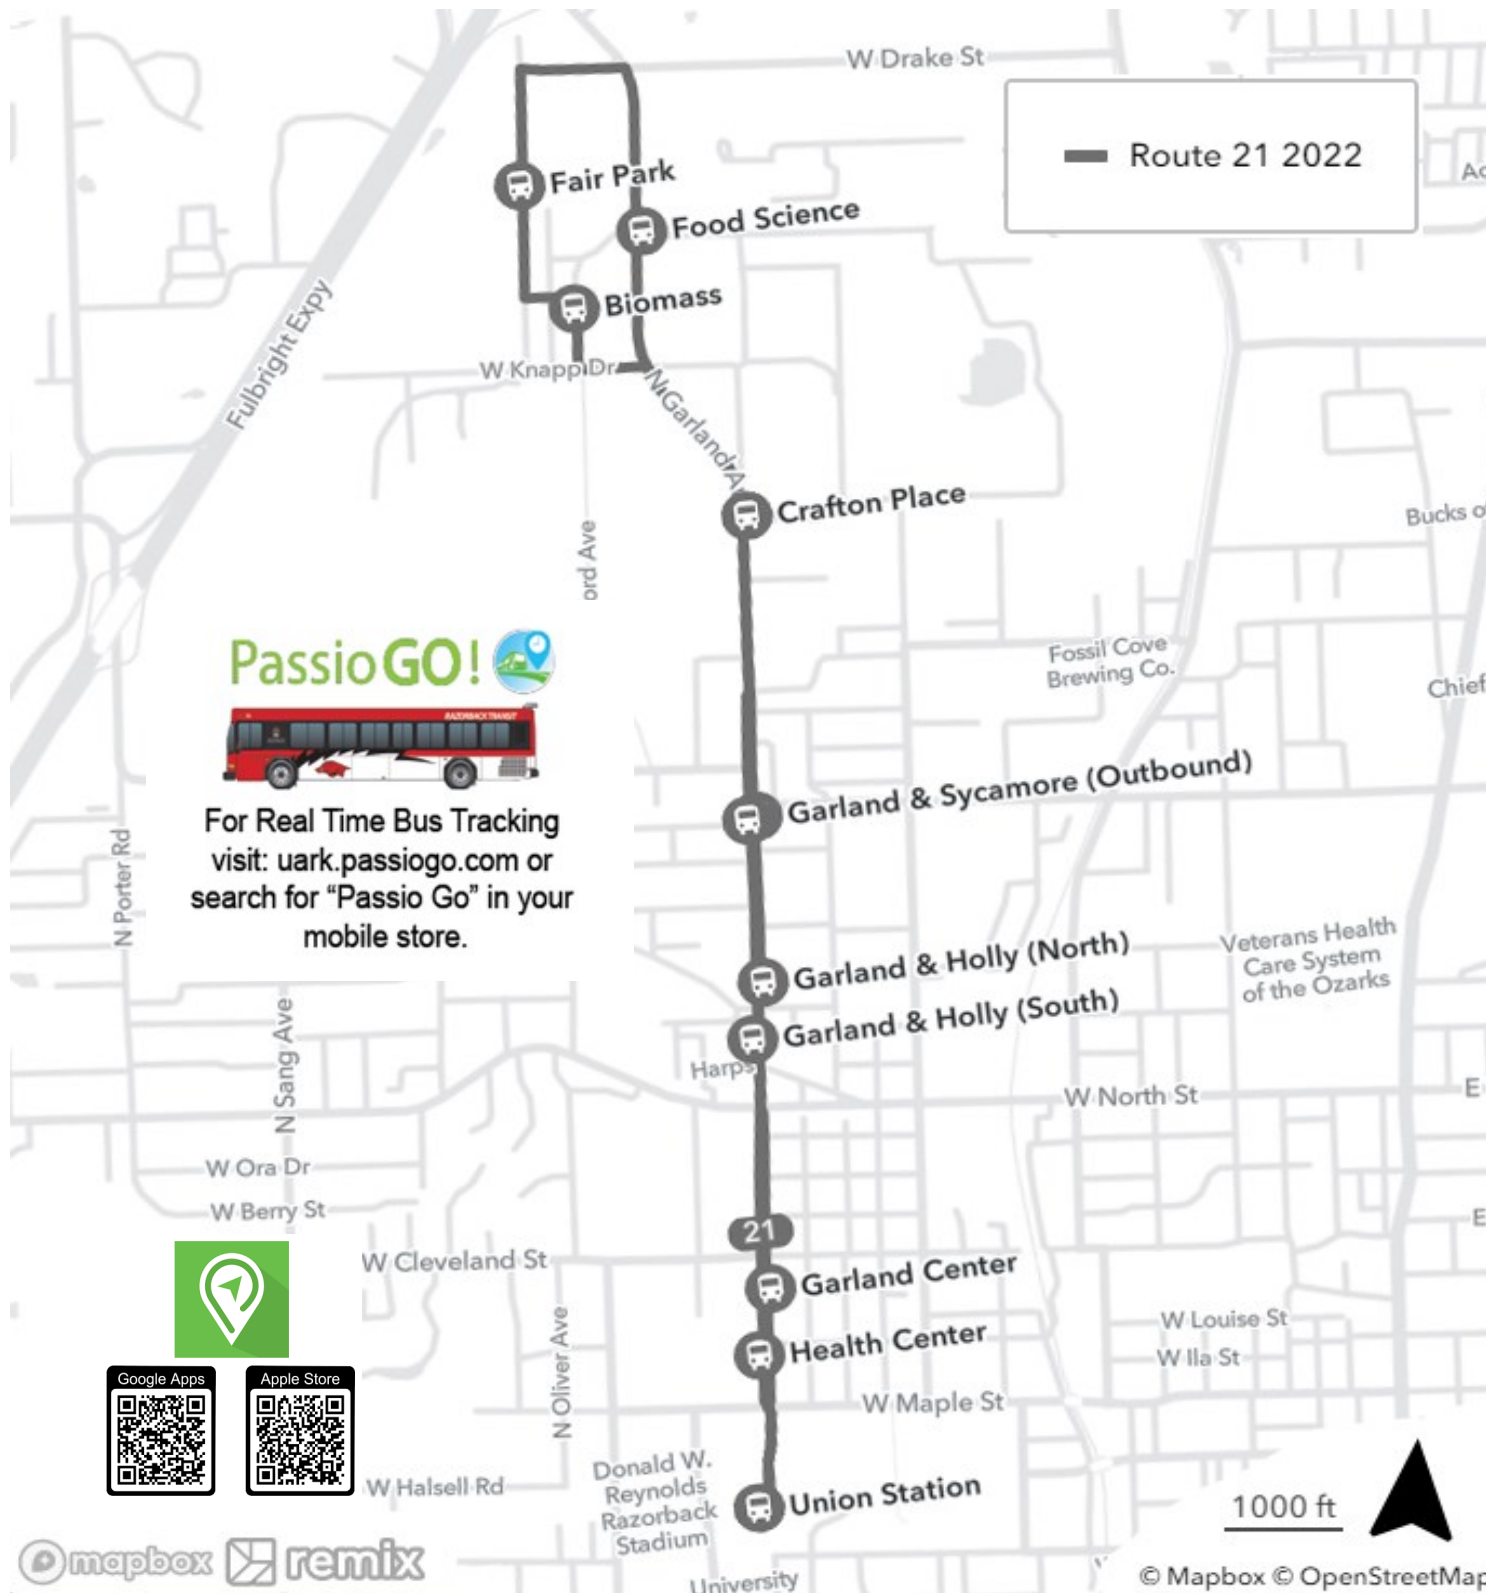 W Drake St
Route 21 2022
Fair Park
Food Science
Biomass
Fulbright Expy
W Knapp Dr
N Garland A
Crafton Place
Bucks o
ord Ave
PassioGO!
RAZORBACK TRANSIT
Fossil Cove
Brewing Co.
Chief
For Real Time Bus Tracking
visit: uark.passiogo.com or
search for “Passio Go” in your
mobile store.
Garland & Sycamore (Outbound)
N Porter Rd
Garland & Holly (North)
Veterans Health
Care System
of the Ozarks
Garland & Holly (South)
N Sang Ave
Harps
W North St
E
W Ora Dr
W Berry St
E
21
W Cleveland St
Garland Center
W Louise St
Health Center
W Ila St
N Oliver Ave
Google Apps
Apple Store
W Maple St
Donald W.
Reynolds
Razorback
Stadium
W Halsell Rd
Union Station
1000 ft
mapbox
remix
University
© Mapbox © OpenStreetMap